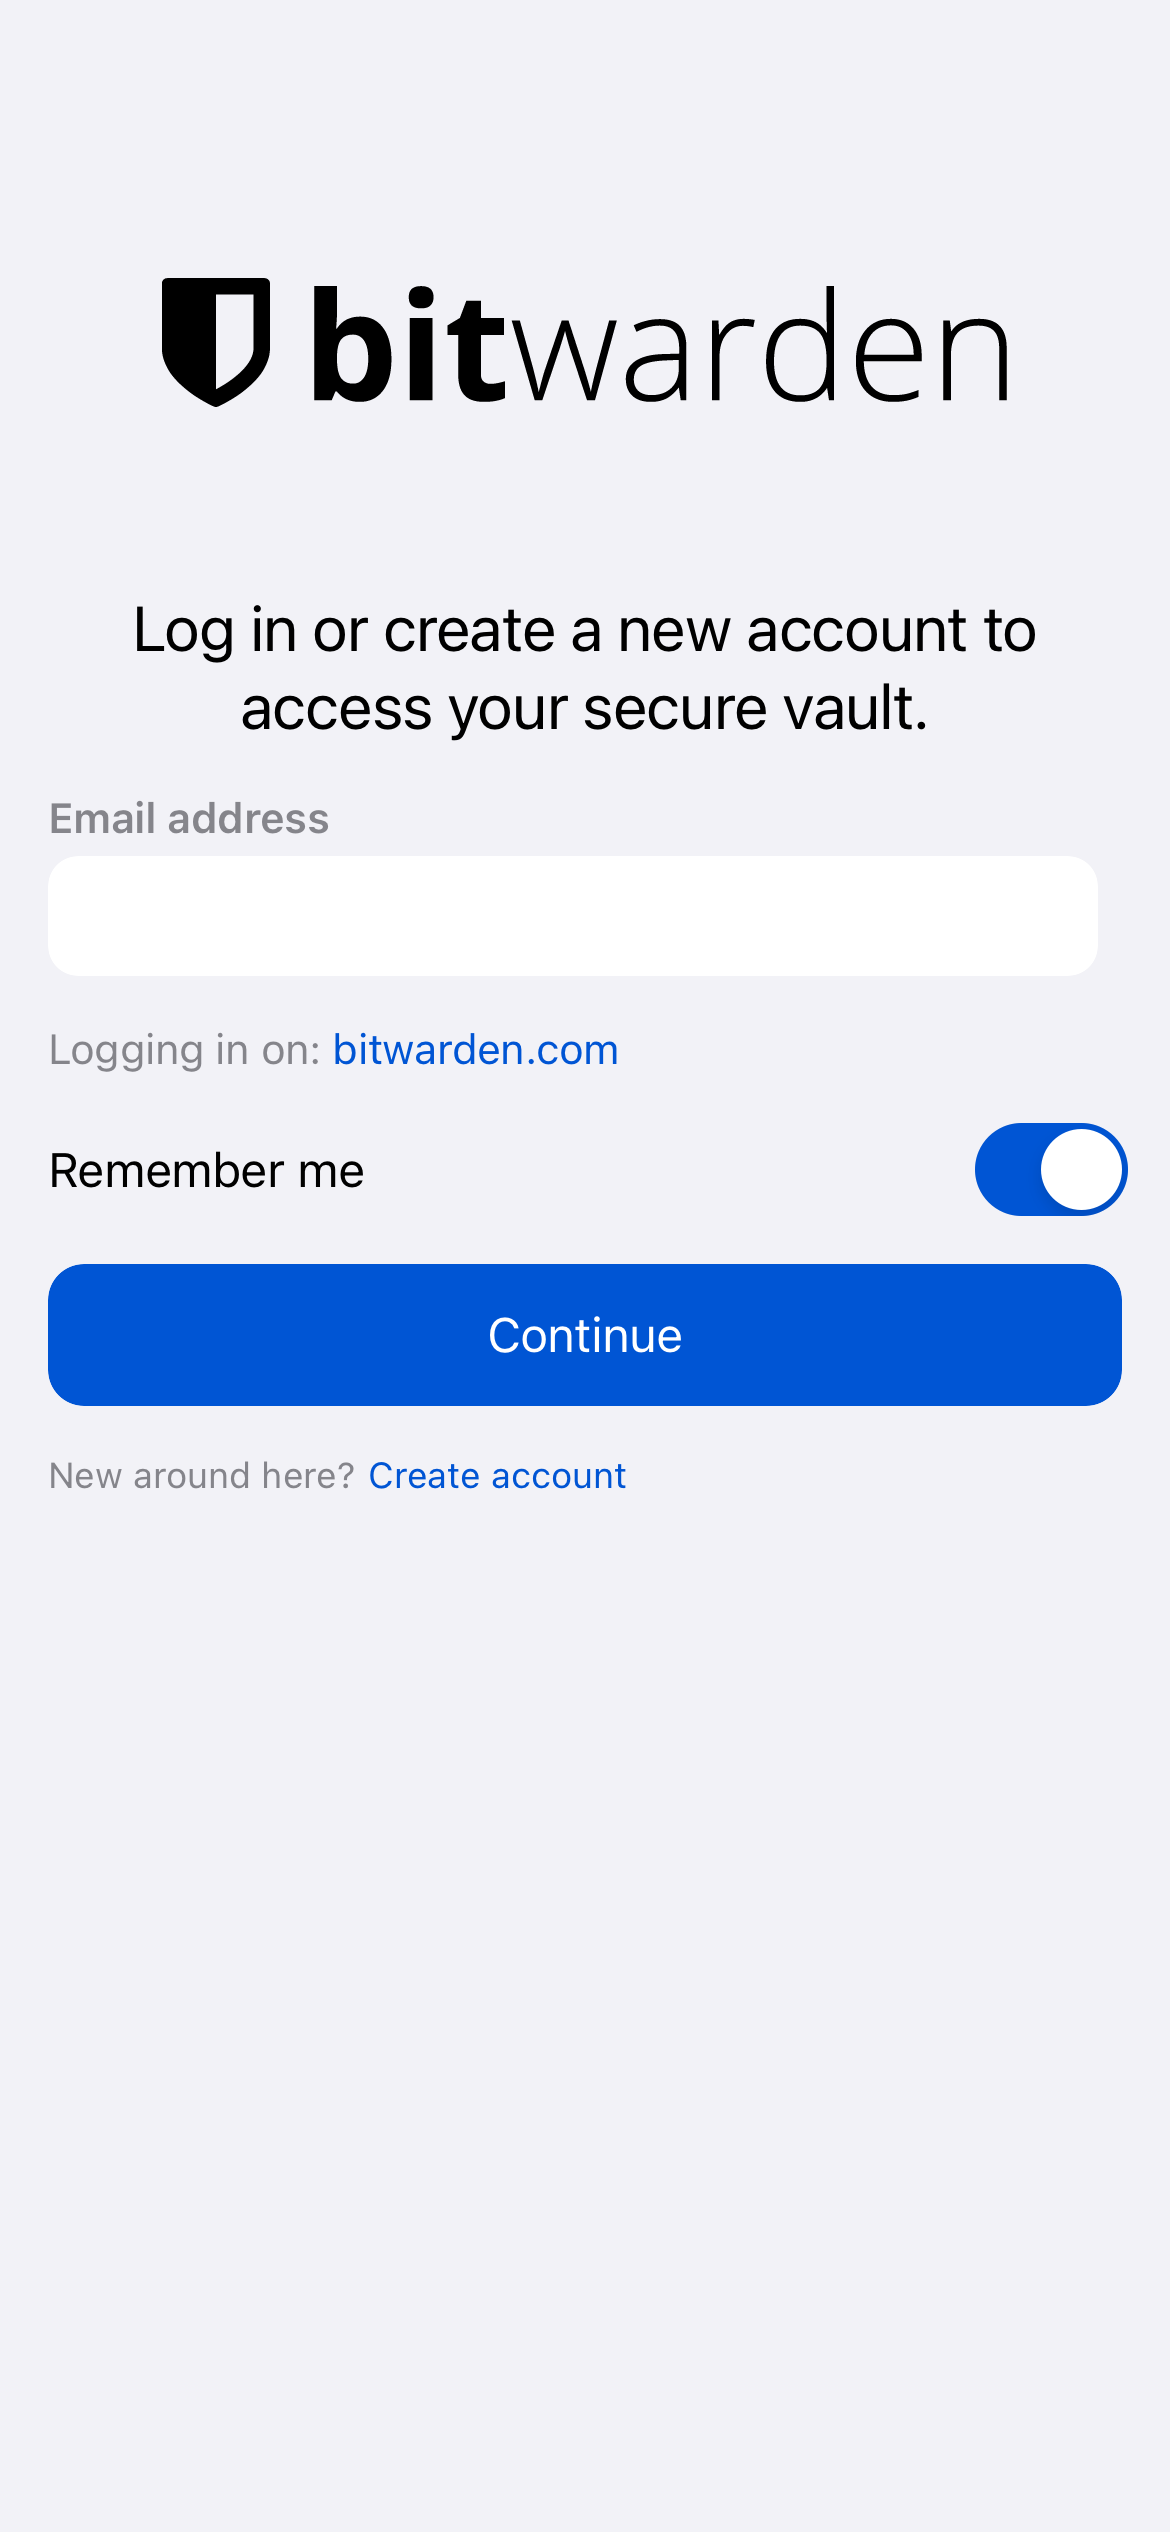 bitwarden
Log in or create a new account to
access your secure vault.
Email address
Logging in on: bitwarden.com
Remember me
Continue
New around here? Create account